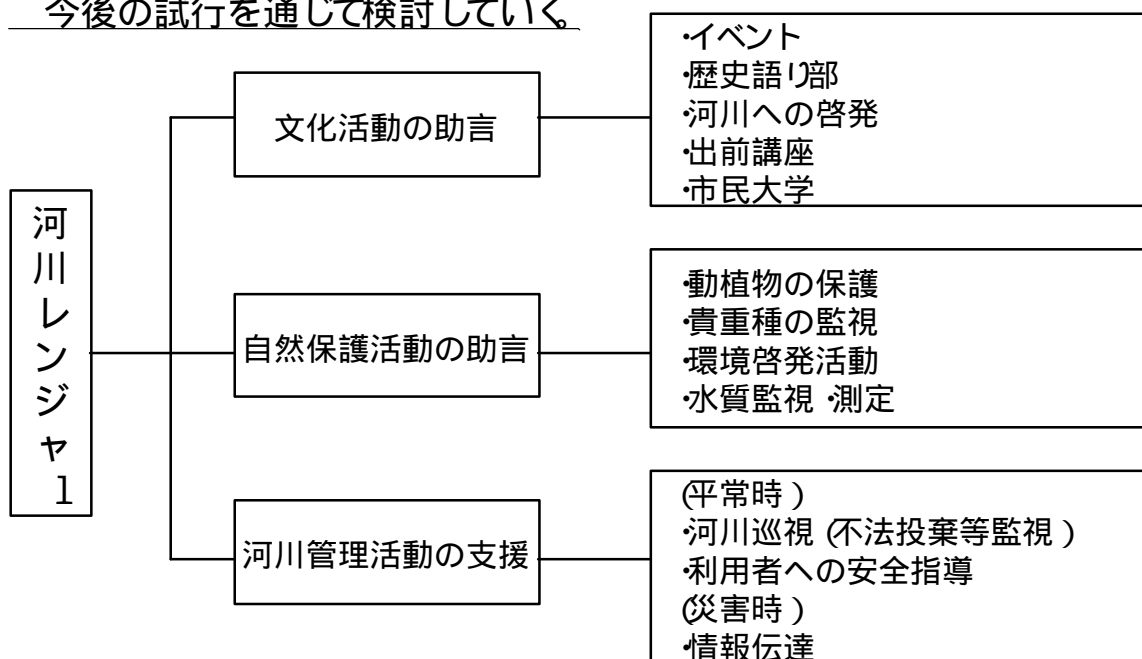 今後の試行を通じて検討していく
河川レンジャー
文化活動の助言
・イベント
・歴史語り部
・河川への啓発
・出前講座
・市民大学
自然保護活動の助言
・動植物の保護
・貴重種の監視
・環境啓発活動
・水質監視・測定
河川管理活動の支援
(平常時)
・河川巡視(不法投棄等監視)
・利用者への安全指導
(災害時)
・情報伝達